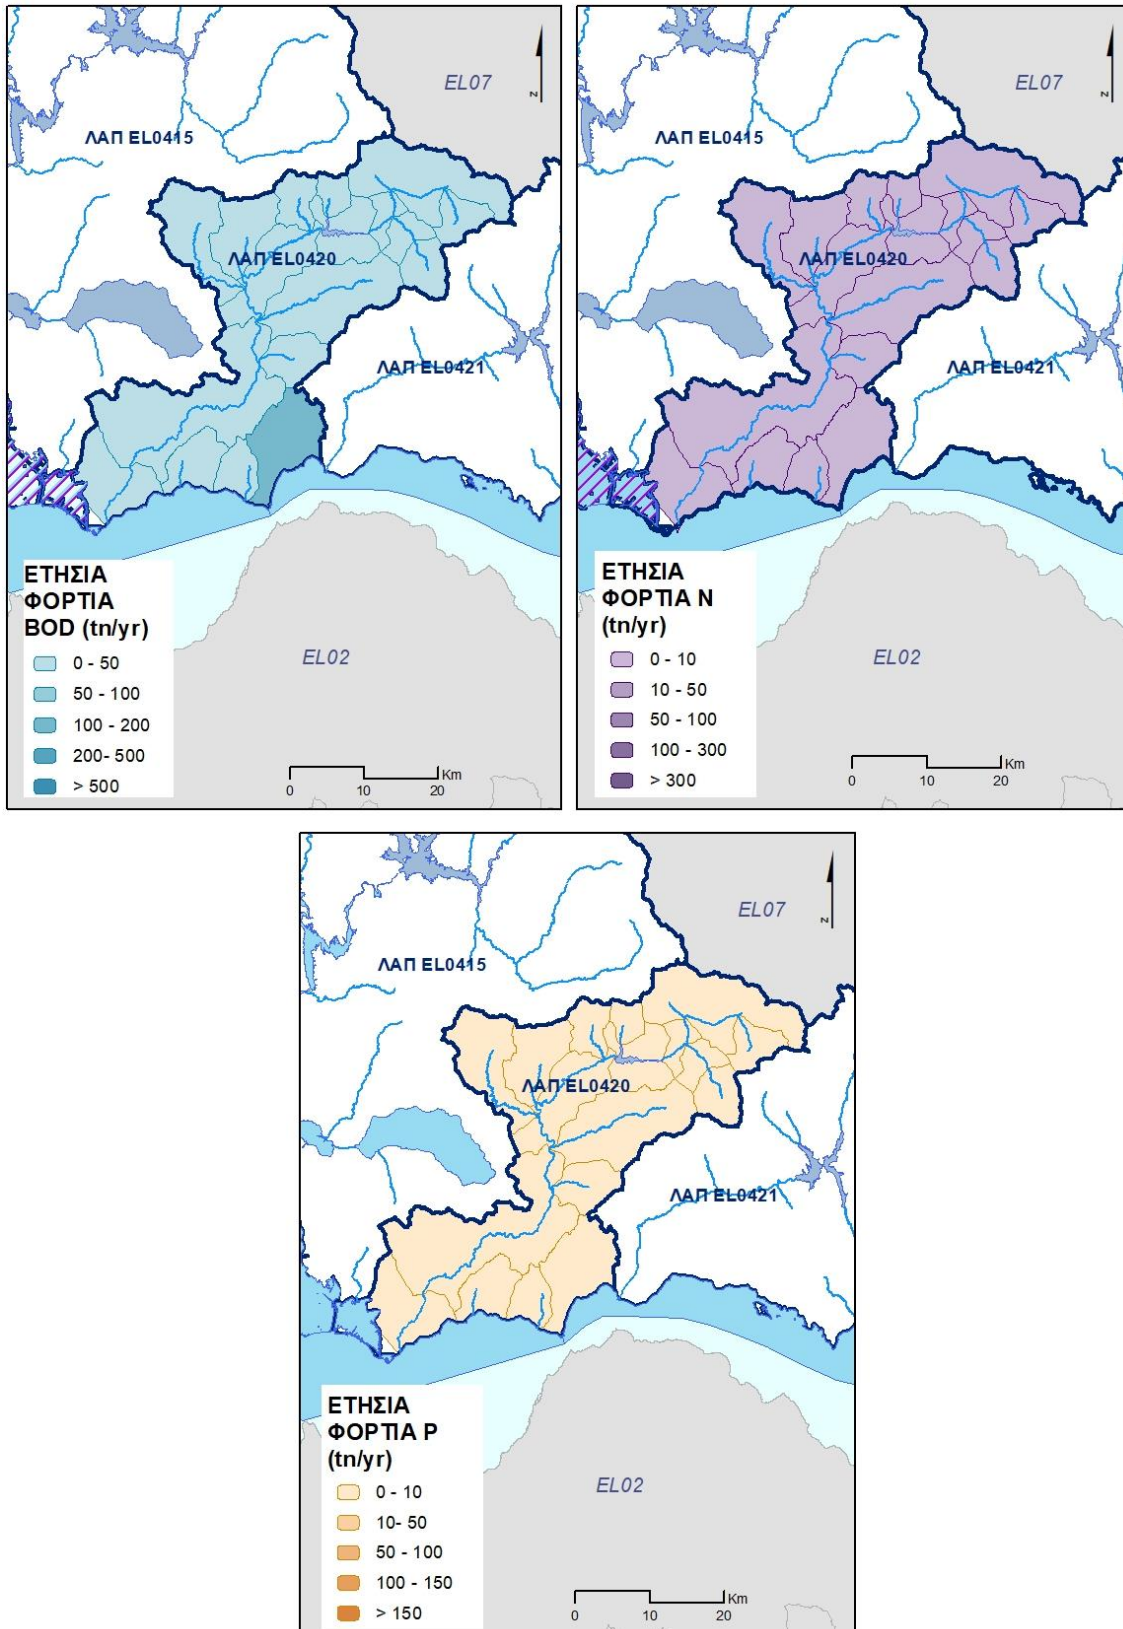 EL07
z
ΛΑΠ EL0415
ΛΑΠ EL0420
ΛΑΠ EL0421
ΕΤΗΣΙΑ
ΦΟΡΤΙΑ
BOD (tn/yr)
0 - 50
50 - 100
100 - 200
200- 500
> 500
EL02
Km
0 10 20
EL07
z
ΛΑΠ EL0415
ΛΑΠ EL0420
ΛΑΠ EL0421
ΕΤΗΣΙΑ
ΦΟΡΤΙΑ N
(tn/yr)
0 - 10
10 - 50
50 - 100
100 - 300
> 300
EL02
Km
0 10 20
EL07
z
ΛΑΠ EL0415
ΛΑΠ EL0420
ΛΑΠ EL0421
ΕΤΗΣΙΑ
ΦΟΡΤΙΑ P
(tn/yr)
0 - 10
10- 50
50 - 100
100 - 150
> 150
EL02
Km
0 10 20